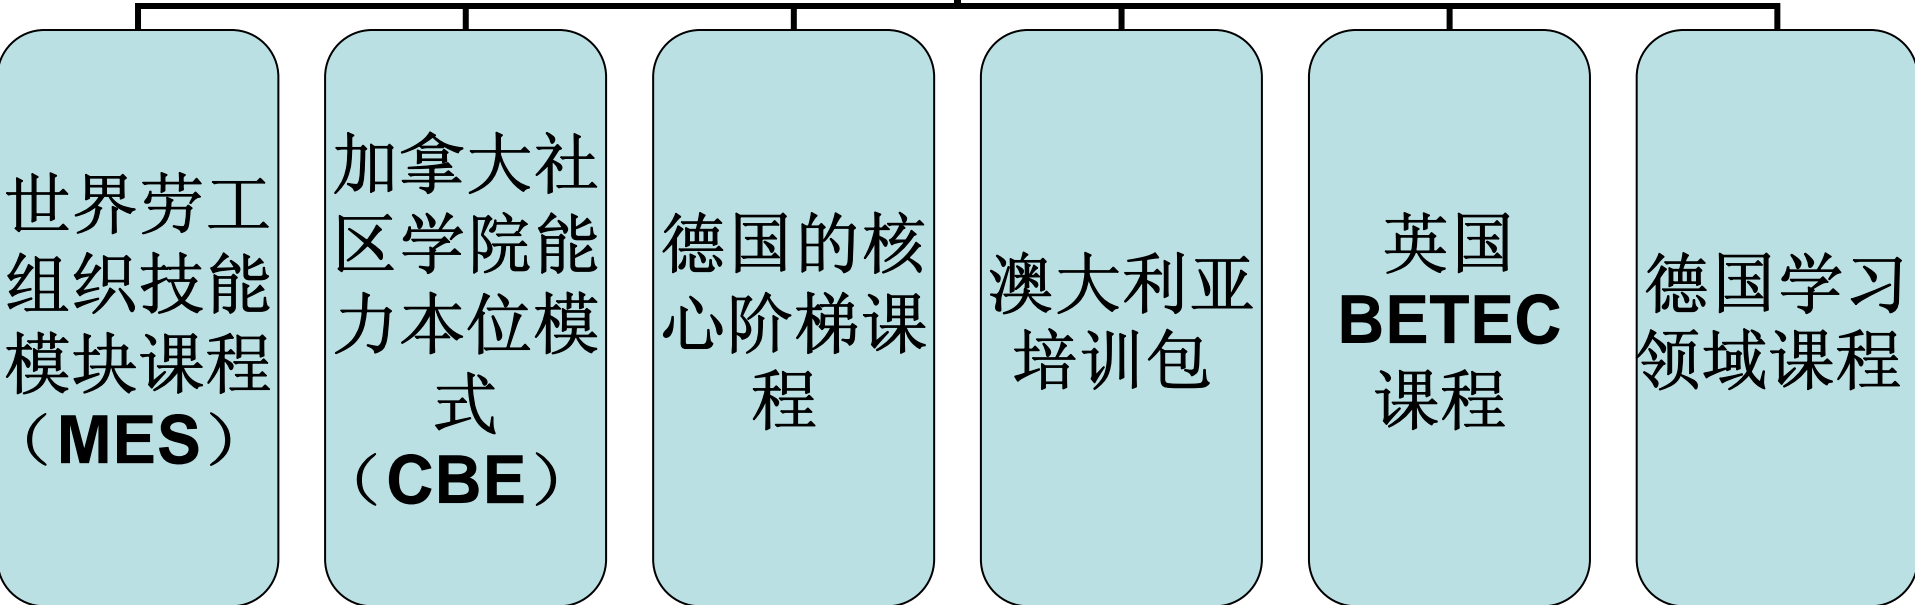 世界劳工
组织技能
模块课程
（MES）
加拿大社
区学院能
力本位模
式
（CBE）
德国的核
心阶梯课
程
澳大利亚
培训包
英国
BETEC
课程
德国学习
领域课程